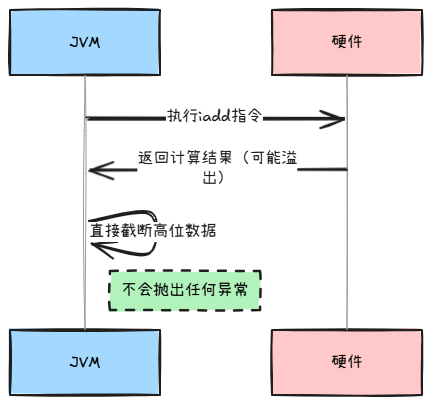 JVM
硬件
执行iadd指令
返回计算结果（可能溢
出）
直接截断高位数据
不会抛出任何异常
JVM
硬件